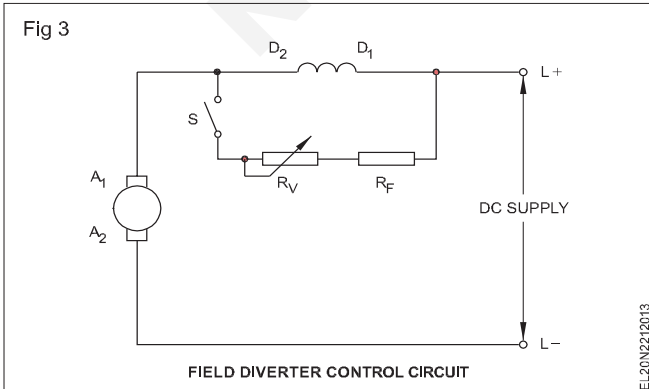 Fig 3
D2 D1
L+
S
RV RF
A1
A2
DC SUPPLY
L−
FIELD DIVERTER CONTROL CIRCUIT
EL20N2212013